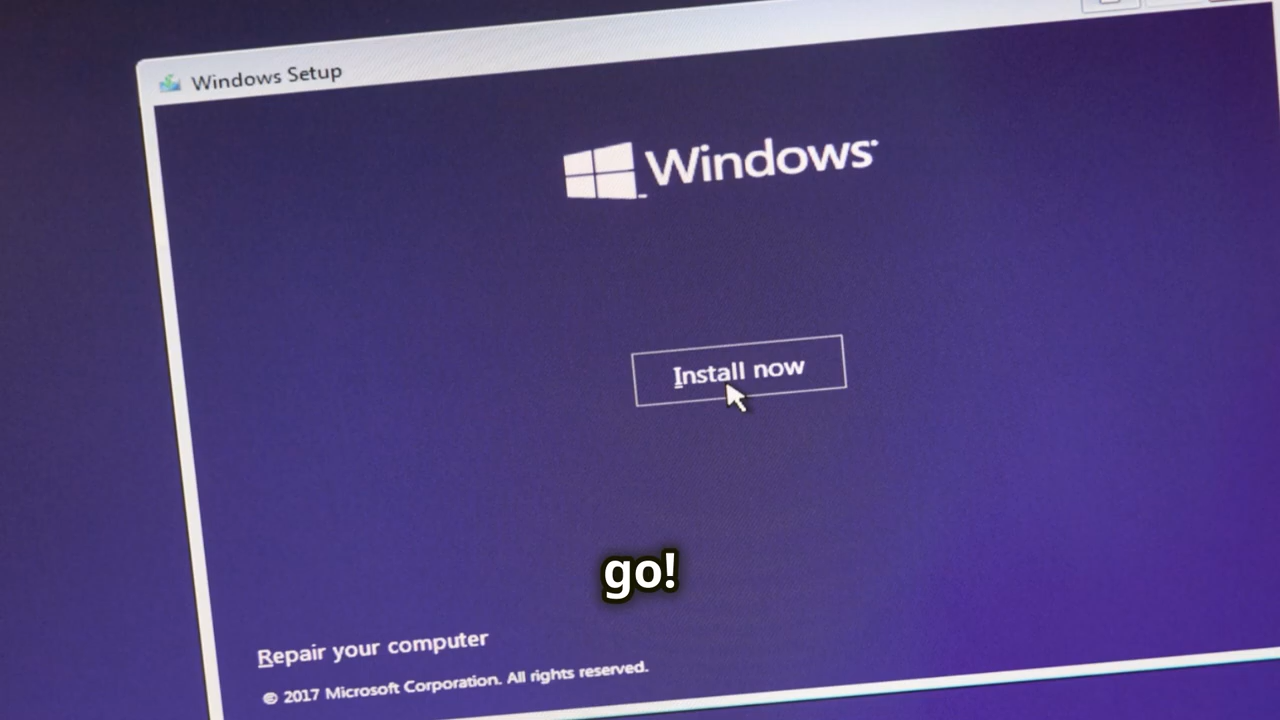 Windows Setup
Windows
Install now
go!
Repair your computer
© 2017 Microsoft Corporation. All rights reserved.